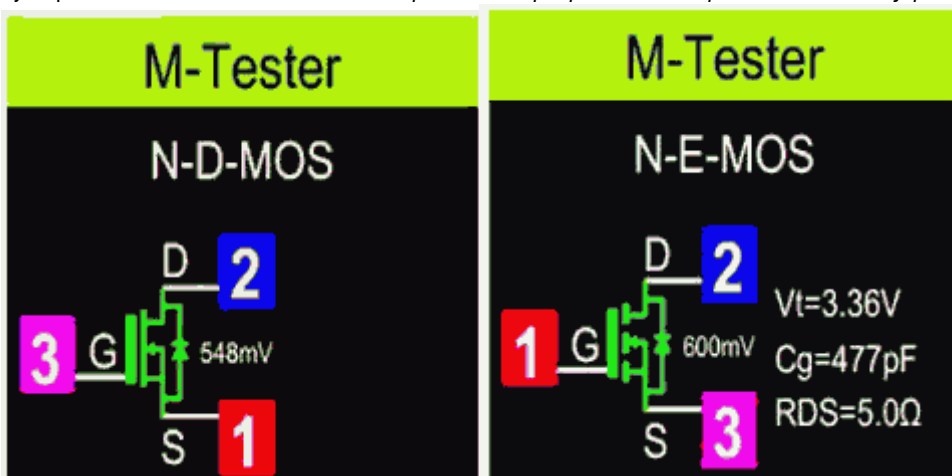 M-Tester
N-D-MOS
D
2
3
G
548mV
S
1
M-Tester
N-E-MOS
D
2
Vt=3.36V
1
G
600mV
Cg=477pF
S
3
RDS=5.0Ω